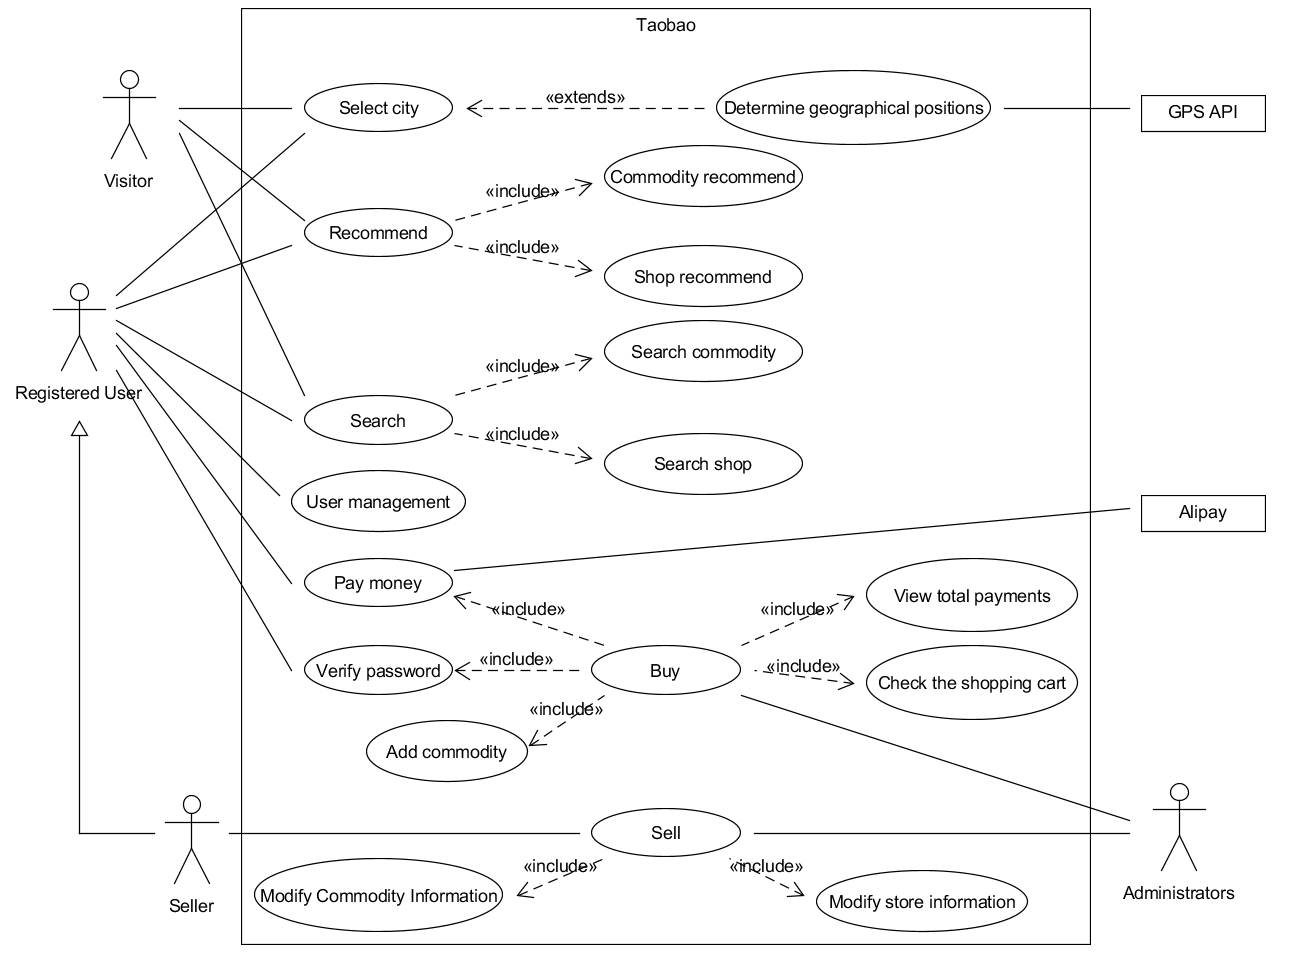 Taobao
Select city
«extends»
Determine geographical positions
GPS API
Visitor
Commodity recommend
«include»
Recommend
«include»
Shop recommend
Registered User
Search commodity
«include»
Search
«include»
Search shop
User management
Alipay
Pay money
«include»
«include»
View total payments
Verify password
«include»
Buy
«include»
Check the shopping cart
«include»
Add commodity
Sell
Seller
«include»
«include»
Modify Commodity Information
Modify store information
Administrators